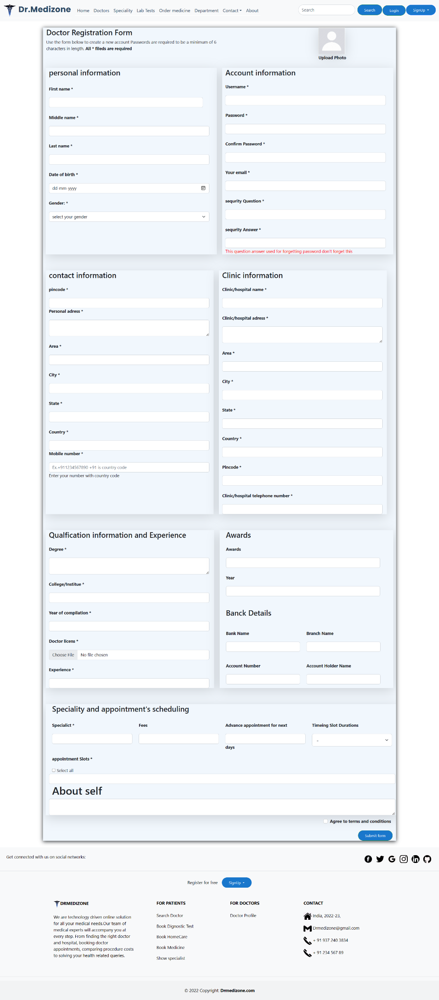 Dr.Medizone Home Doctors Speciality Lab Tests Order medicine Department Contact About Search Search Login SignUp
Doctor Registration Form
Use the form below to create a new account Passwords are required to be a minimum of 6
characters in length. All * fileds are required
Upload Photo
personal information
First name *
Middle name *
Last name *
Date of birth *
dd-mm-yyyy
Gender: *
select your gender
Account information
Username *
Password *
Confirm Password *
Your email *
sequrity Question *
sequrity Answer *
This question answer used for forgetting password don't forget this
contact information
pincode *
Personal adress *
Area *
City *
State *
Country *
Mobile number *
Ex.+911234567890 +91 is country code
Enter your number with country code
Clinic information
Clinic/hospital name *
Clinic/hospital adress *
Area *
City *
State *
Country *
Pincode *
Clinic/hospital telephone number *
Qualfication information and Experience
Degree *
College/Institue *
Year of compilation *
Doctor licens *
Choose File No file chosen
Experience *
Awards
Awards
Year
Banck Details
Bank Name Branch Name
Account Number Account Holder Name
Speciality and appointment's scheduling
Specialict * Fees Advance appointment for next Timeing Slot Durations
-
days
appointment Slots *
Select all
About self
Agree to terms and conditions
Submit form
Get connected with us on social networks:
Register for free SignUp
DRMEDIZONE
We are technology driven online solution
for all your medical needs.Our team of
medical experts will accompany you at
every step. From finding the right doctor
and hospital, booking doctor
appointments, comparing procedure costs
to solving your health related queries.
FOR PATIENTS
Search Doctor
Book Dignostic Test
Book HomeCare
Book Medicine
Show specialist
FOR DOCTORS
Doctor Profile
CONTACT
India, 2022-23,
Drmedizone@gmail.com
+ 91 937 240 3834
+ 91 234 567 89
© 2022 Copyright: Drmedizone.com